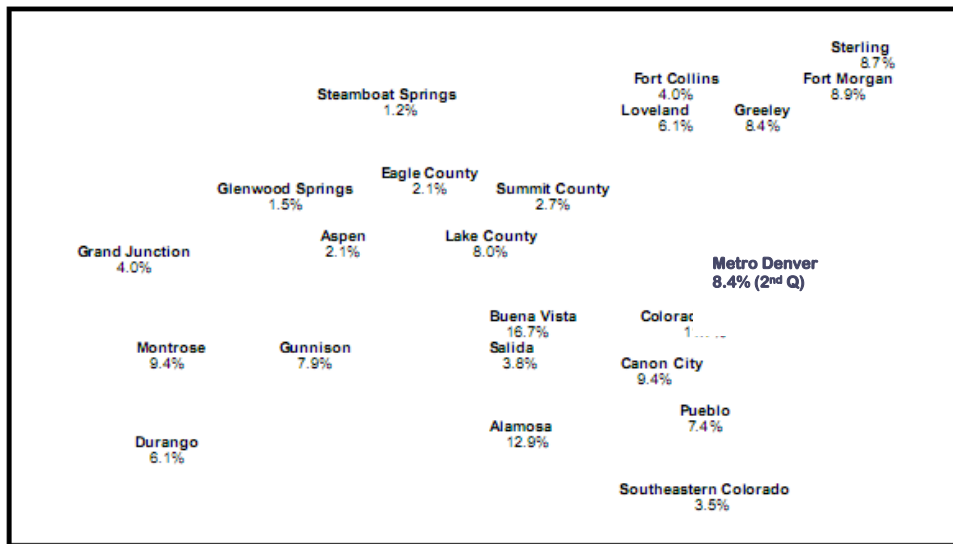 Sterling
8.7%
Fort Collins
4.0%
Fort Morgan
8.9%
Steamboat Springs
1.2%
Loveland
6.1%
Greeley
8.4%
Eagle County
2.1%
Glenwood Springs
1.5%
Summit County
2.7%
Aspen
2.1%
Lake County
8.0%
Grand Junction
4.0%
Metro Denver
8.4% (2nd Q)
Buena Vista
16.7%
Montrose
9.4%
Gunnison
7.9%
Salida
3.8%
Canon City
9.4%
Pueblo
7.4%
Alamosa
12.9%
Durango
6.1%
Southeastern Colorado
3.5%